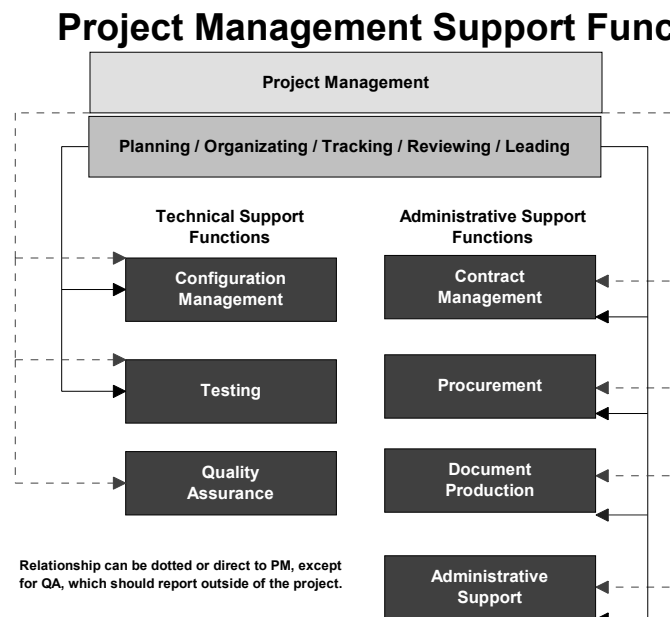 Project Management Support Func
Project Management
Planning / Organizating / Tracking / Reviewing / Leading
Technical Support
Functions
Administrative Support
Functions
Configuration
Management
Contract
Management
Testing
Procurement
Quality
Assurance
Document
Production
Relationship can be dotted or direct to PM, except
for QA, which should report outside of the project.
Administrative
Support